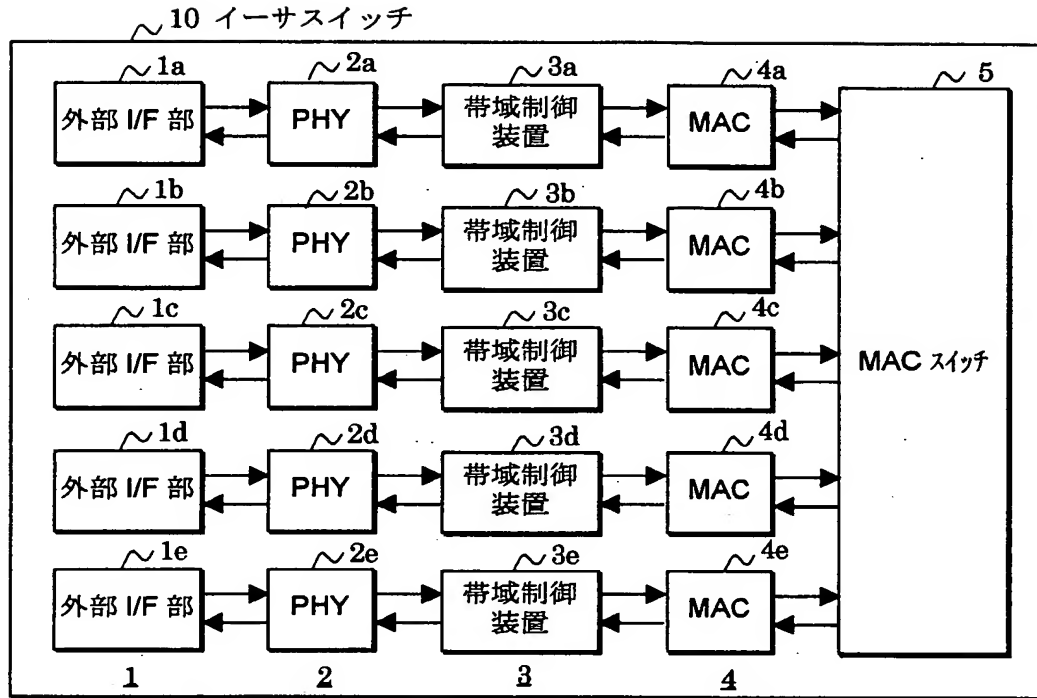 10 イーサスイッチ
1a 2a 3a 4a 5
外部 I/F 部 PHY 帯域制御装置 MAC
1b 2b 3b 4b
外部 I/F 部 PHY 帯域制御装置 MAC
1c 2c 3c 4c
外部 I/F 部 PHY 帯域制御装置 MAC MAC スイッチ
1d 2d 3d 4d
外部 I/F 部 PHY 帯域制御装置 MAC
1e 2e 3e 4e
外部 I/F 部 PHY 帯域制御装置 MAC
1 2 3 4